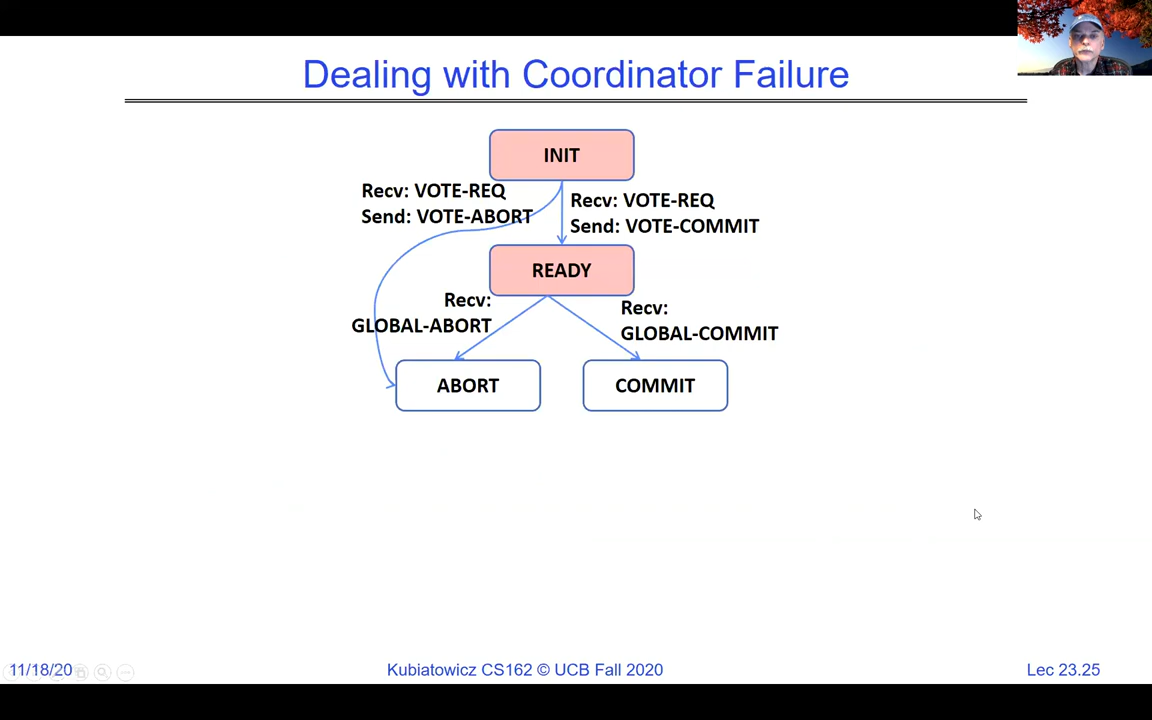 Dealing with Coordinator Failure
INIT
Recv: VOTE-REQ
Send: VOTE-ABORT
Recv: VOTE-REQ
Send: VOTE-COMMIT
READY
Recv:
GLOBAL-ABORT
Recv:
GLOBAL-COMMIT
ABORT
COMMIT
11/18/20
Kubiatowicz CS162 © UCB Fall 2020
Lec 23.25